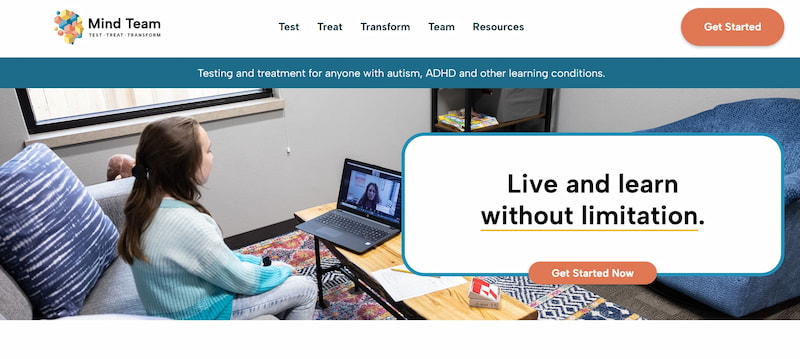 Mind Team
TEST · TREAT · TRANSFORM
Test
Treat
Transform
Team
Resources
Get Started
Testing and treatment for anyone with autism, ADHD and other learning conditions.
Live and learn
without limitation.
Get Started Now